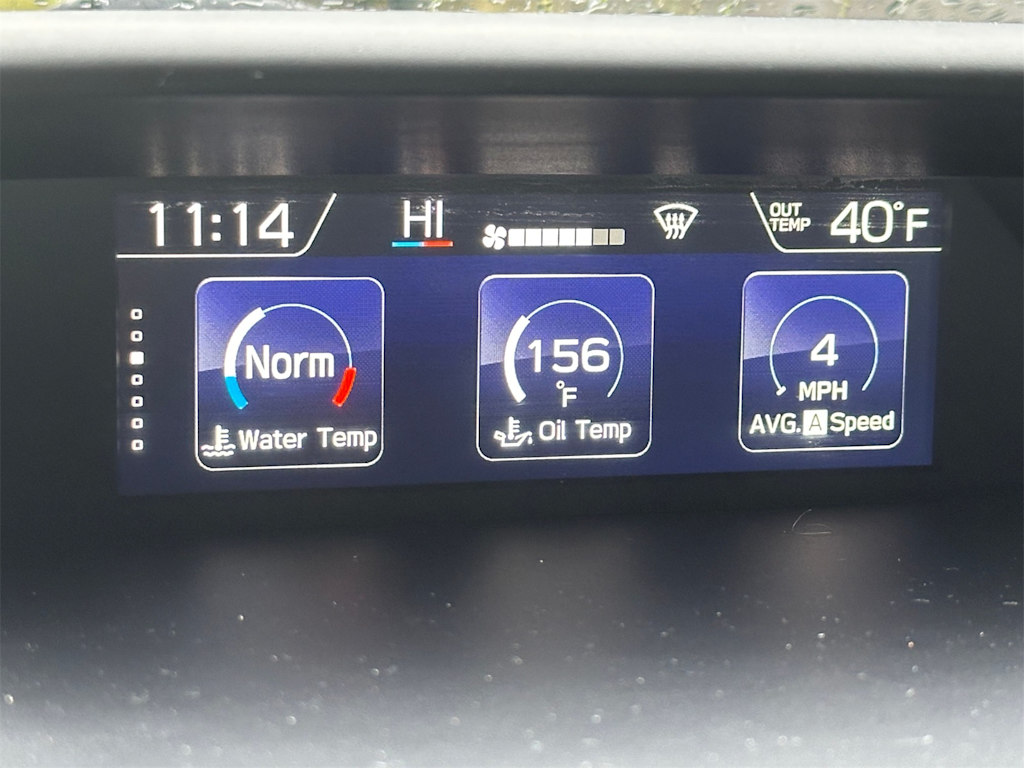 11:14
HI
OUT
TEMP
40°F
Norm
Water Temp
156
°F
Oil Temp
4
MPH
AVG. A Speed